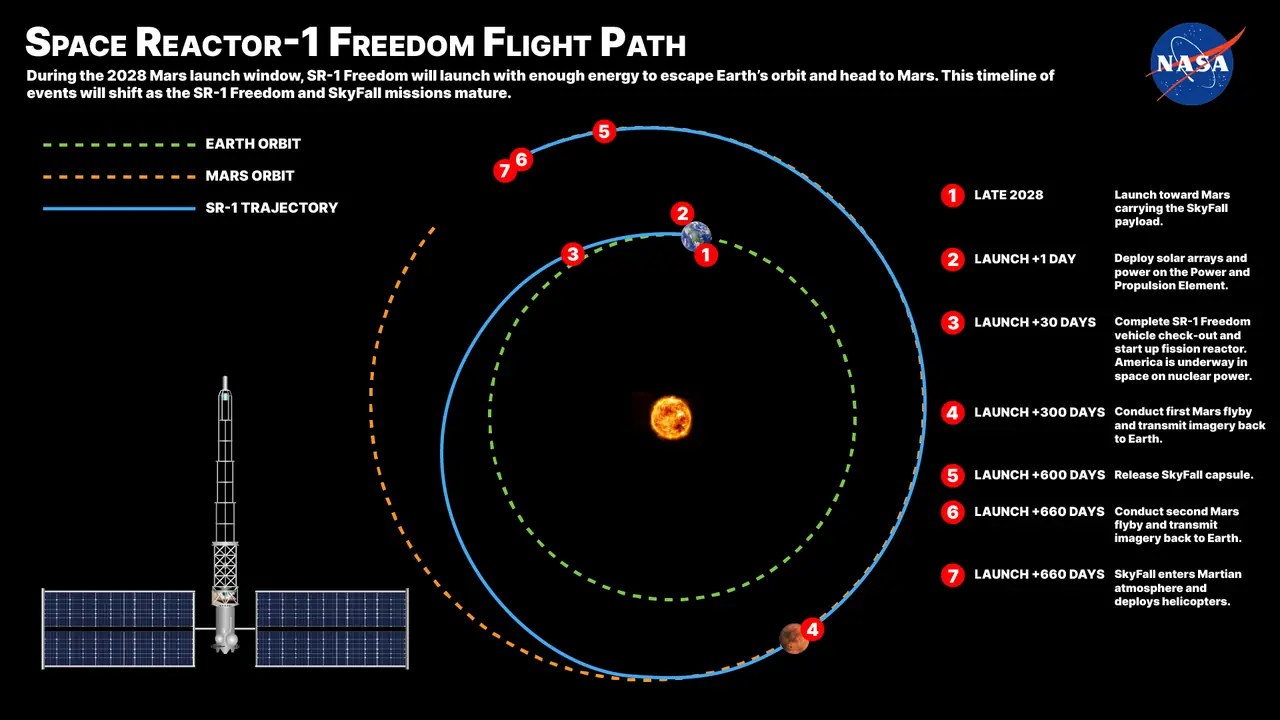 SPACE REACTOR-1 FREEDOM FLIGHT PATH
During the 2028 Mars launch window, SR-1 Freedom will launch with enough energy to escape Earth's orbit and head to Mars. This timeline of
events will shift as the SR-1 Freedom and SkyFall missions mature.
NASA
EARTH ORBIT
MARS ORBIT
SR-1 TRAJECTORY
5
6
7
2
3
1
4
1 LATE 2028 Launch toward Mars
carrying the SkyFall
payload.
2 LAUNCH +1 DAY Deploy solar arrays and
power on the Power and
Propulsion Element.
3 LAUNCH +30 DAYS Complete SR-1 Freedom
vehicle check-out and
start up fission reactor.
America is underway in
space on nuclear power.
4 LAUNCH +300 DAYS Conduct first Mars flyby
and transmit imagery back
to Earth.
5 LAUNCH +600 DAYS Release SkyFall capsule.
6 LAUNCH +660 DAYS Conduct second Mars
flyby and transmit
imagery back to Earth.
7 LAUNCH +660 DAYS SkyFall enters Martian
atmosphere and
deploys helicopters.